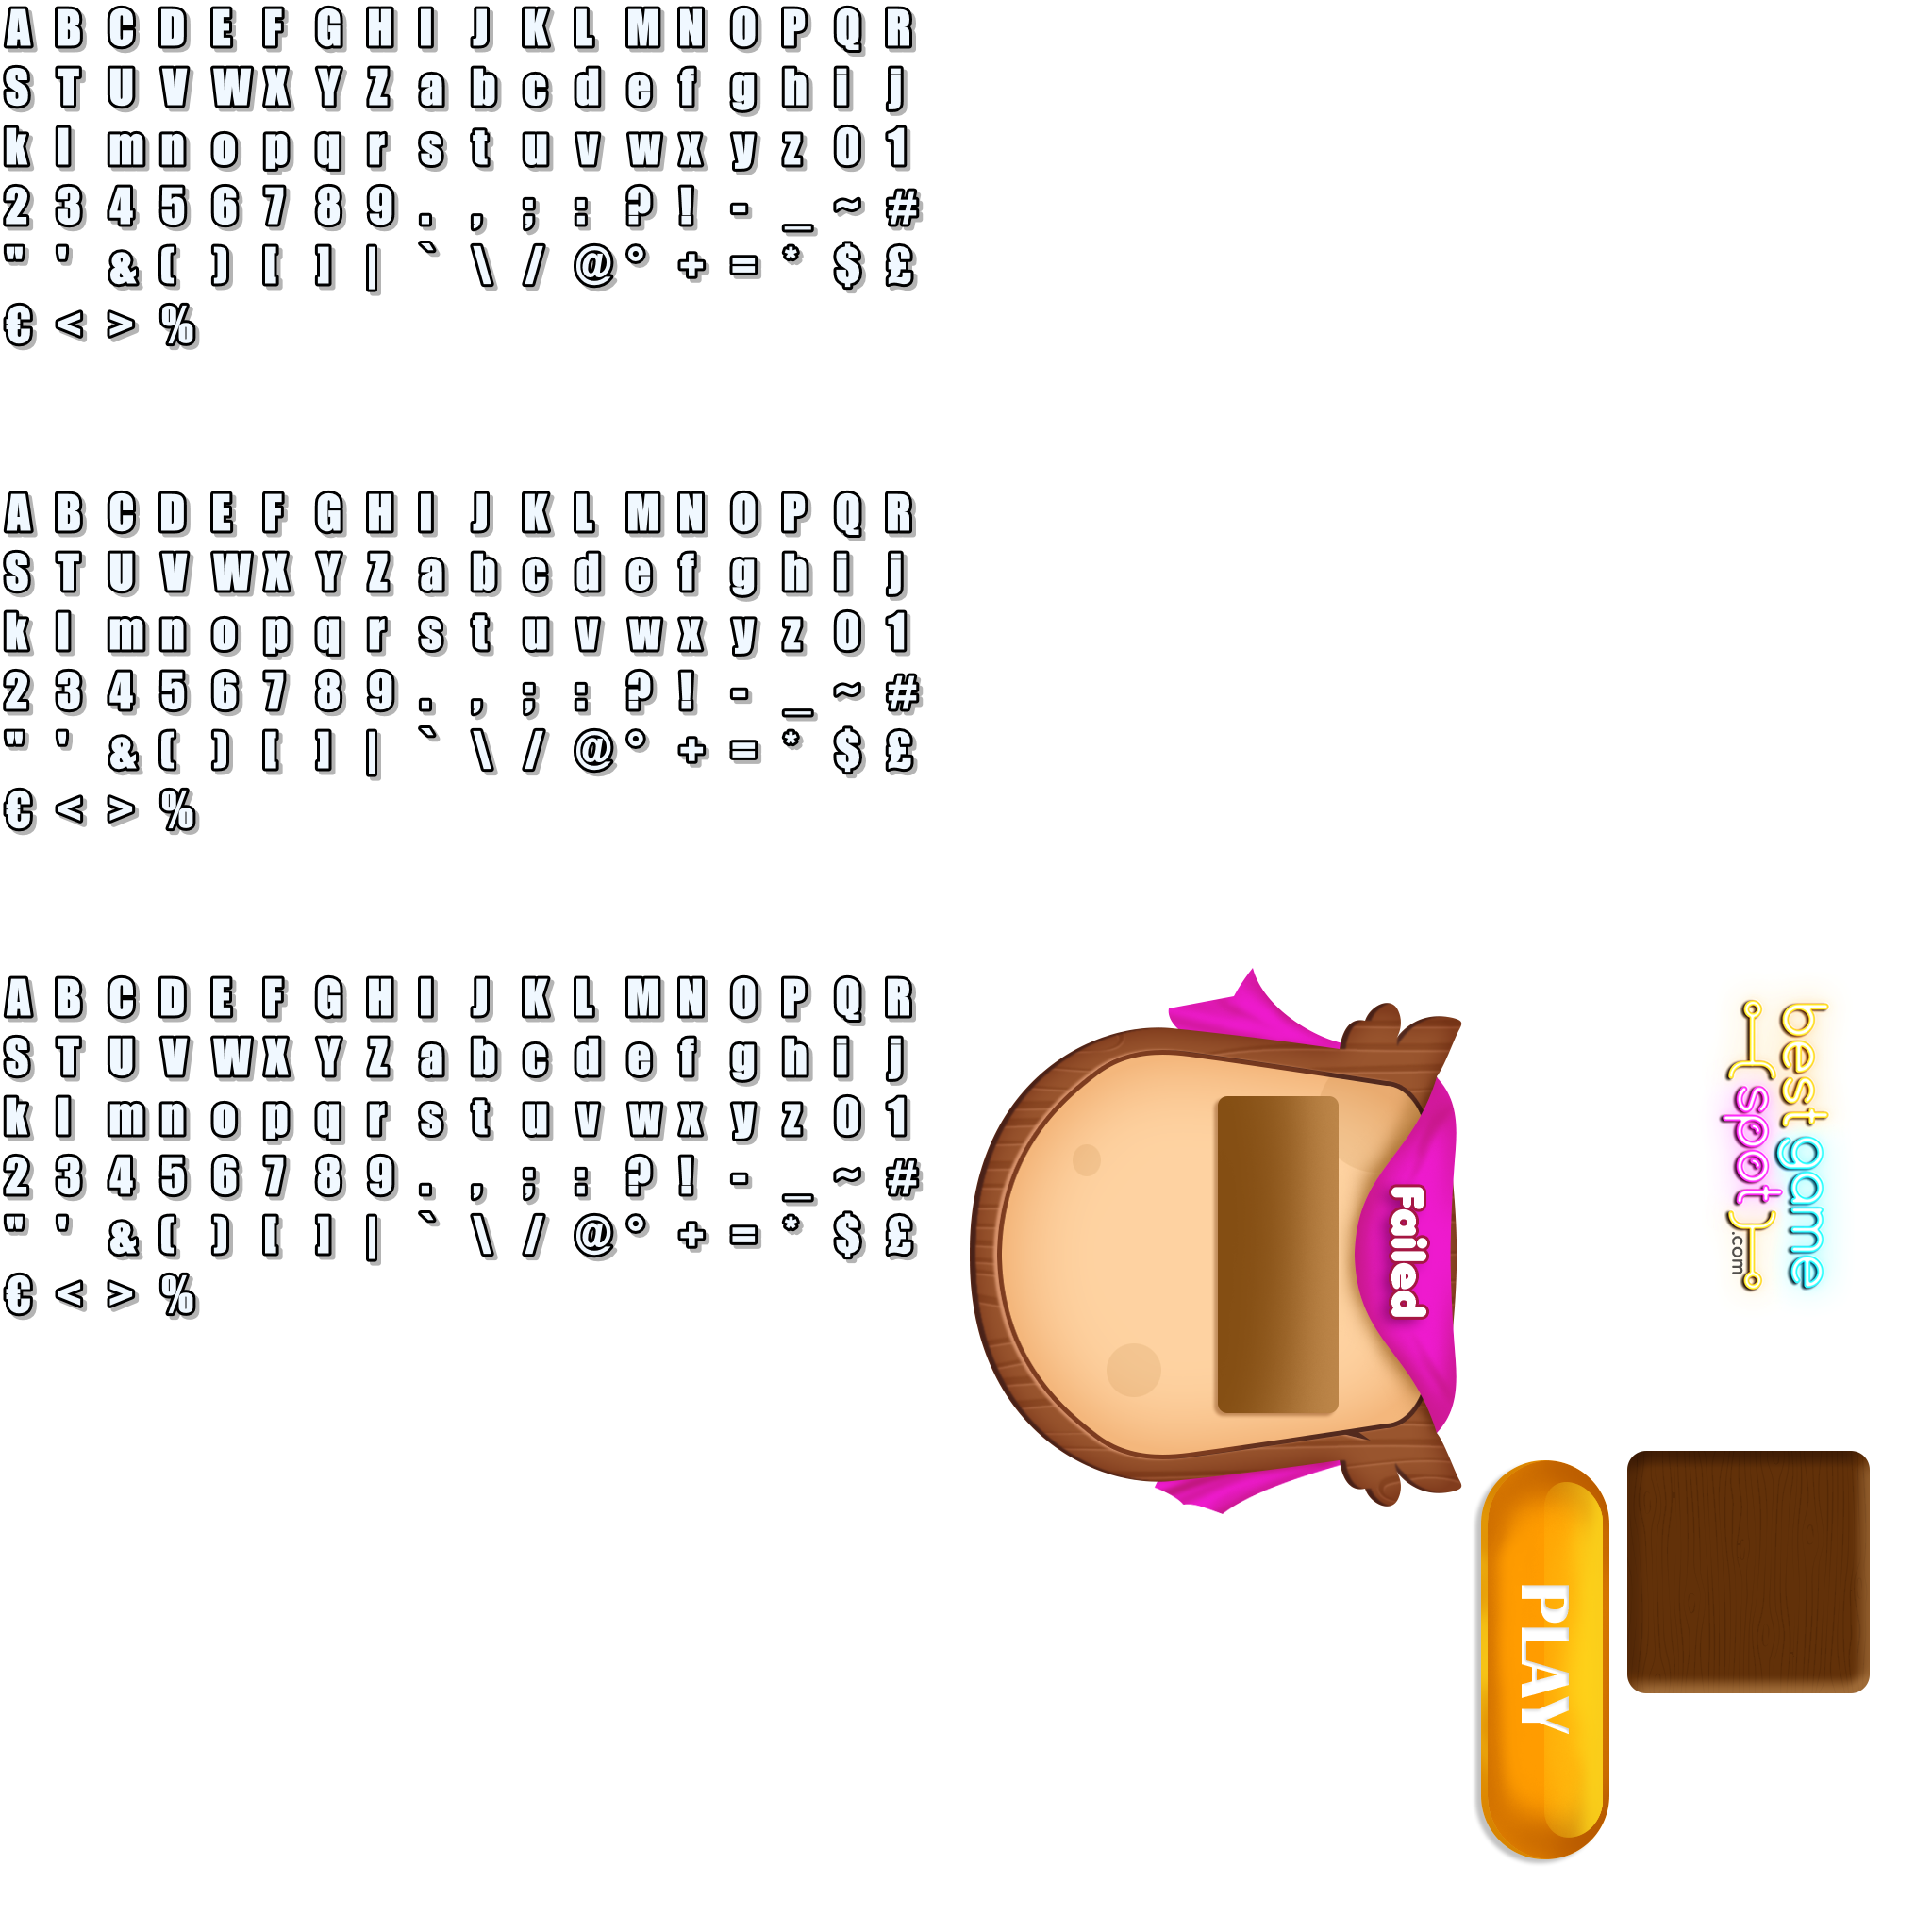 A B C D E F G H I J K L M N O P Q R
S T U V W X Y Z a b c d e f g h i j
k l m n o p q r s t u v w x y z 0 1
2 3 4 5 6 7 8 9 . , ; : ? ! - _ ~ #
" ' & ( ) [ ] | ` \ / @ ° + = * $ £
€ < > %
A B C D E F G H I J K L M N O P Q R
S T U V W X Y Z a b c d e f g h i j
k l m n o p q r s t u v w x y z 0 1
2 3 4 5 6 7 8 9 . , ; : ? ! - _ ~ #
" ' & ( ) [ ] | ` \ / @ ° + = * $ £
€ < > %
A B C D E F G H I J K L M N O P Q R
S T U V W X Y Z a b c d e f g h i j
k l m n o p q r s t u v w x y z 0 1
2 3 4 5 6 7 8 9 . , ; : ? ! - _ ~ #
" ' & ( ) [ ] | ` \ / @ ° + = * $ £
€ < > %
Failed
best game
{spot}
.com
PLAY